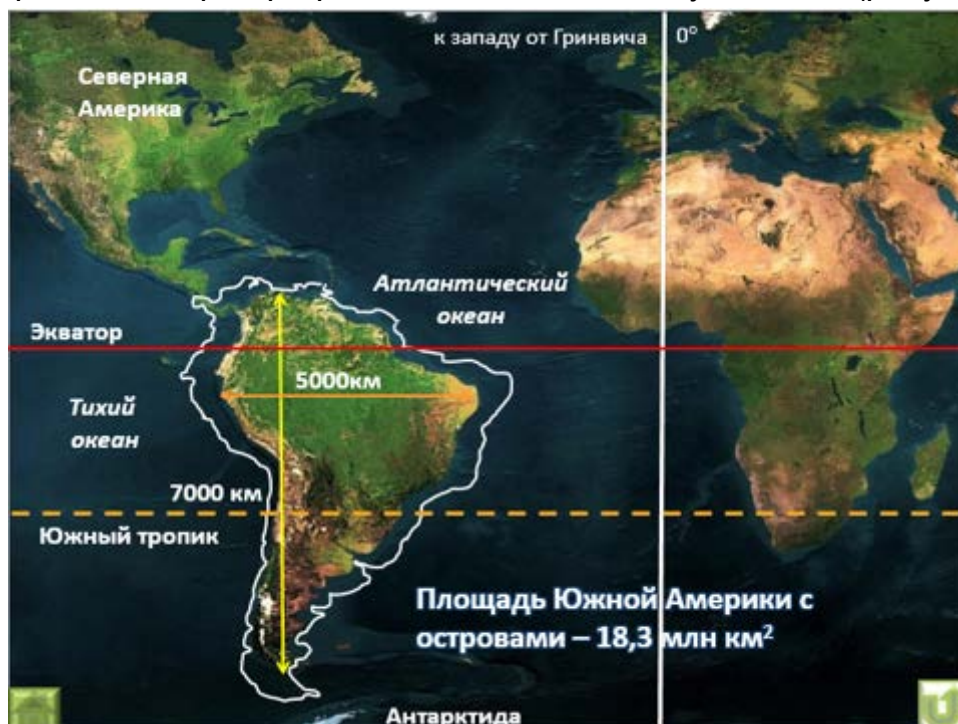 к западу от Гринвича
0°
Северная
Америка
Атлантический
океан
Экватор
5000км
Тихий
океан
7000 км
Южный тропик
Площадь Южной Америки с
островами – 18,3 млн км²
Антарктида